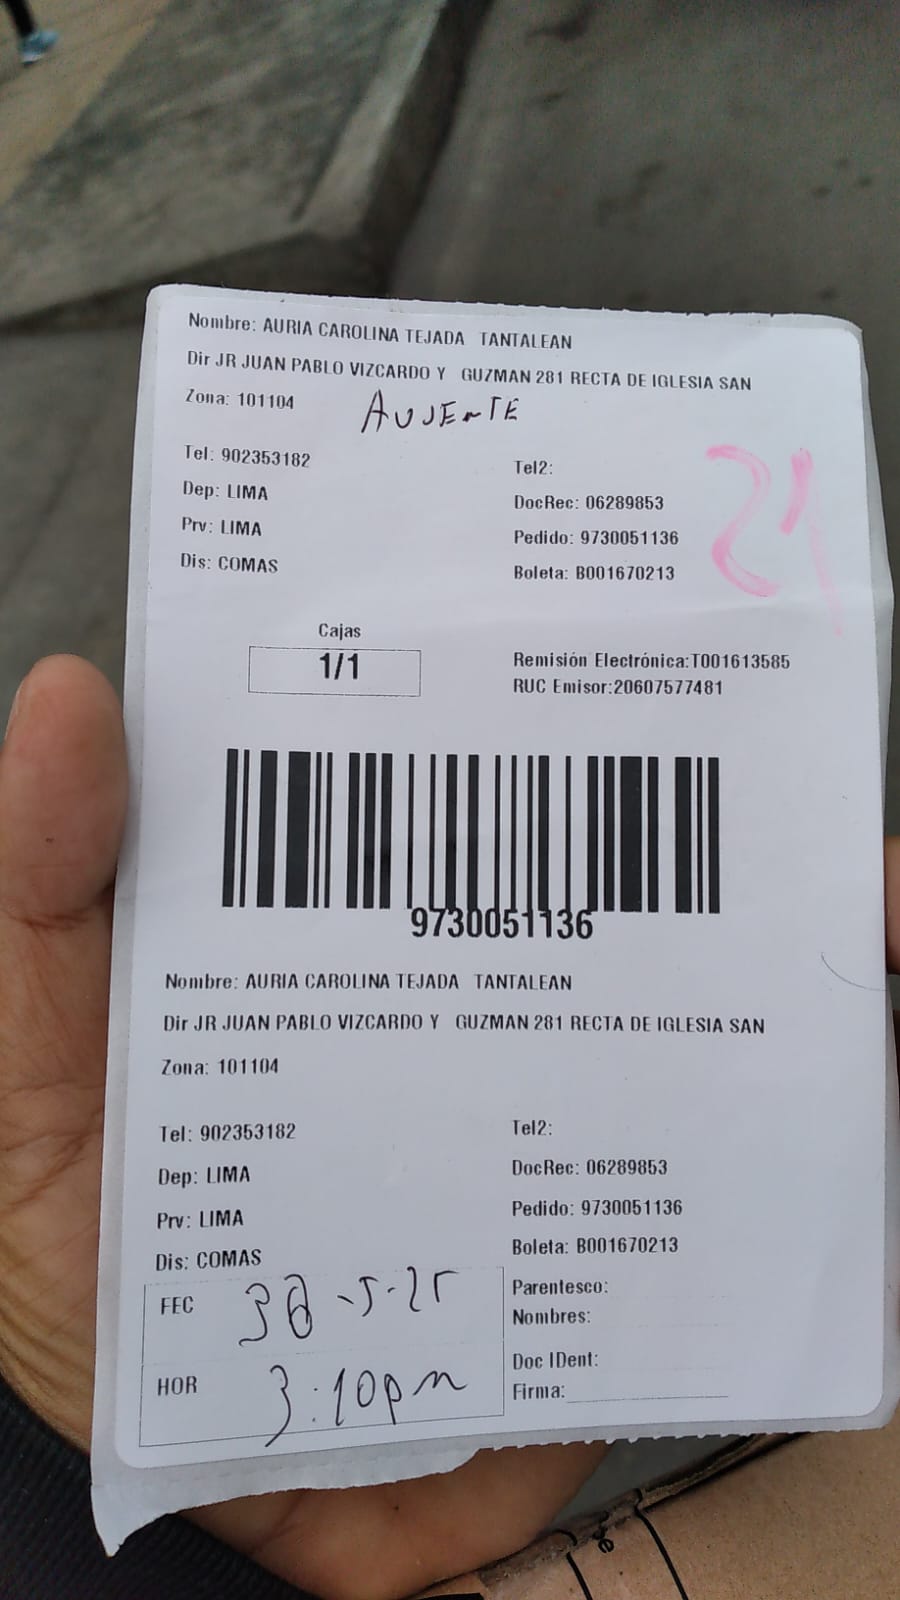 Nombre: AURIA CAROLINA TEJADA TANTALEAN
Dir JR JUAN PABLO VIZCARDO Y GUZMAN 281 RECTA DE IGLESIA SAN
Zona: 101104
AUSENTE
21
Tel: 902353182
Tel2:
Dep: LIMA
DocRec: 06289853
Prv: LIMA
Pedido: 9730051136
Dis: COMAS
Boleta: B001670213
Cajas
1/1
Remisión Electrónica:T001613585
RUC Emisor:20607577481
9730051136
Nombre: AURIA CAROLINA TEJADA TANTALEAN
Dir JR JUAN PABLO VIZCARDO Y GUZMAN 281 RECTA DE IGLESIA SAN
Zona: 101104
Tel: 902353182
Tel2:
Dep: LIMA
DocRec: 06289853
Prv: LIMA
Pedido: 9730051136
Dis: COMAS
Boleta: B001670213
FEC
Parentesco:
Nombres:
HOR 3:10pm
Doc IDent:
Firma: